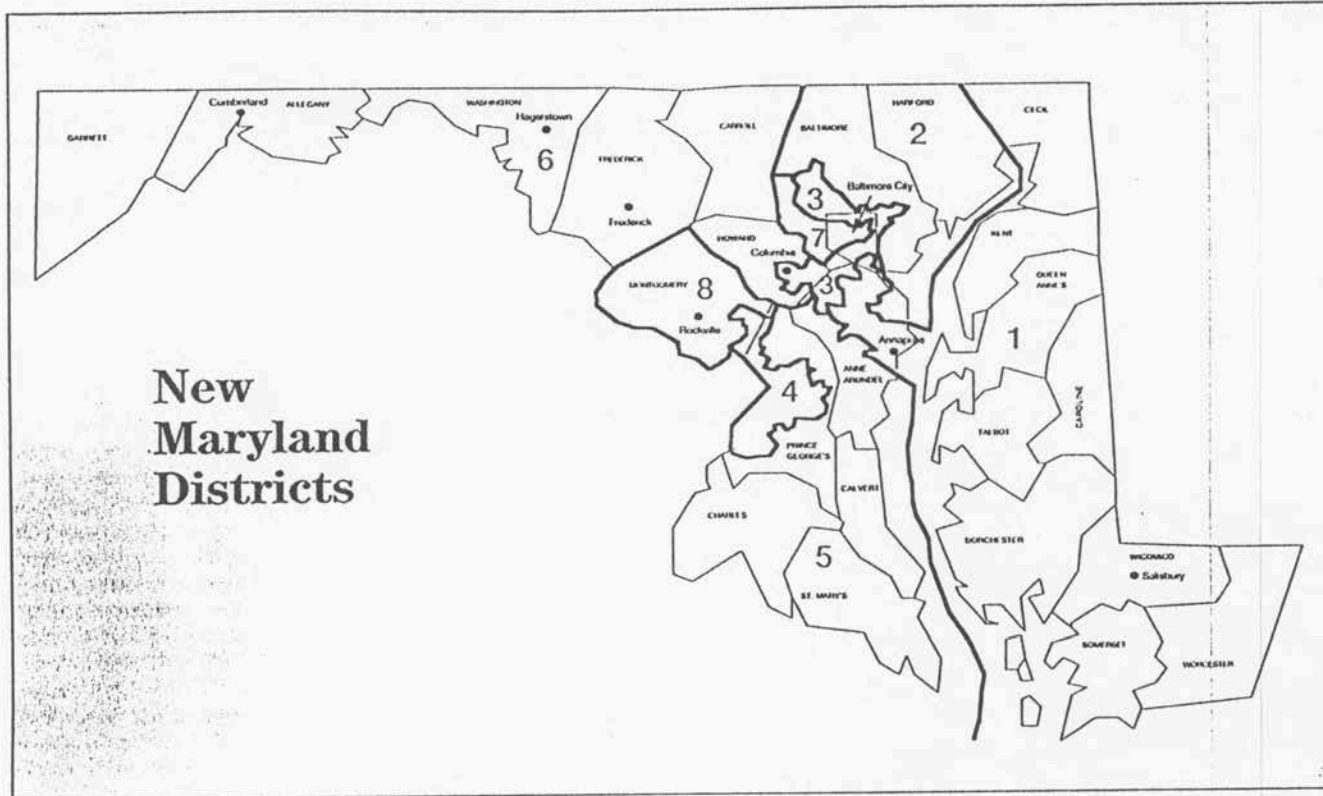 GARRETT
Cumberland
ALLEGANY
WASHINGTON
Hagerstown
6
FREDERICK
Frederick
CARROLL
BALTIMORE
HARFORD
2
CECIL
3
Baltimore City
7
HOWARD
Columbia
3
KENT
QUEEN
ANNE'S
MONTGOMERY
8
Rockville
Annapolis
1
ANNE
ARUNDEL
4
CAROLINE
TALBOT
PRINCE
GEORGE'S
New
Maryland
Districts
CALVERT
CHARLES
DORCHESTER
5
ST. MARY'S
WICOMICO
Salisbury
SOMERSET
WORCESTER